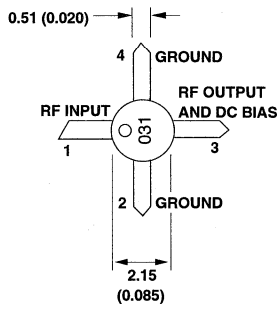 0.51 (0.020)
4
GROUND
RF INPUT
RF OUTPUT
AND DC BIAS
1
031
3
2
GROUND
2.15
(0.085)